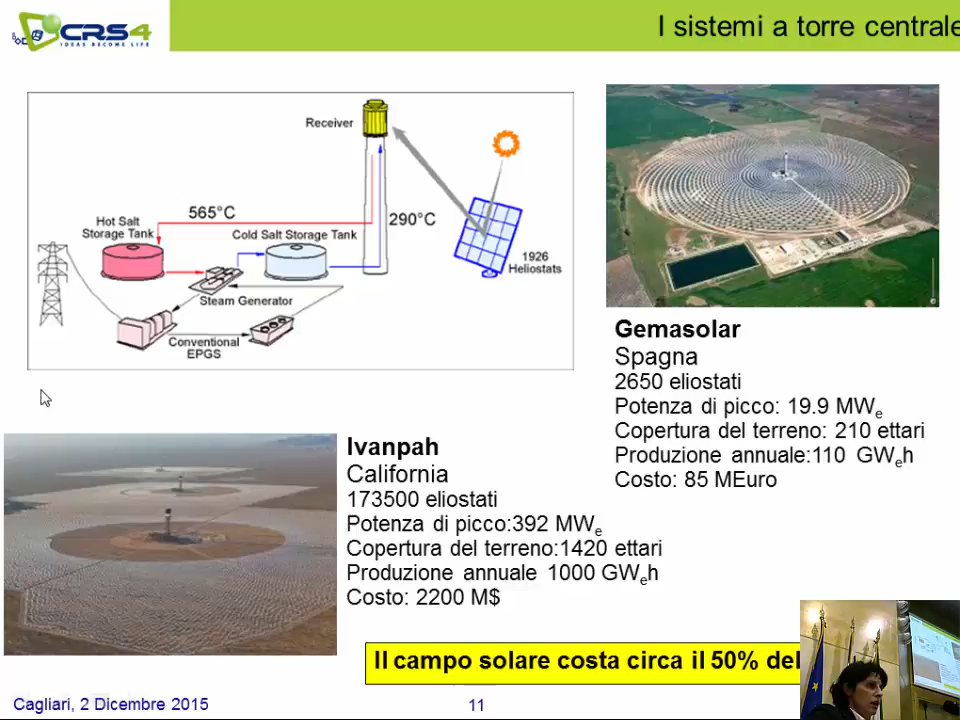 CRS4
IDEAS BECOME LIFE
I sistemi a torre centrale
Receiver
565°C
290°C
Hot Salt
Storage Tank
Cold Salt Storage Tank
1926
Heliostats
Steam Generator
Conventional
EPGS
Gemasolar
Spagna
2650 eliostati
Potenza di picco: 19.9 MWe
Copertura del terreno: 210 ettari
Produzione annuale:110 GWeh
Costo: 85 MEuro
Ivanpah
California
173500 eliostati
Potenza di picco:392 MWe
Copertura del terreno:1420 ettari
Produzione annuale 1000 GWeh
Costo: 2200 M$
Il campo solare costa circa il 50% del
Cagliari, 2 Dicembre 2015
11